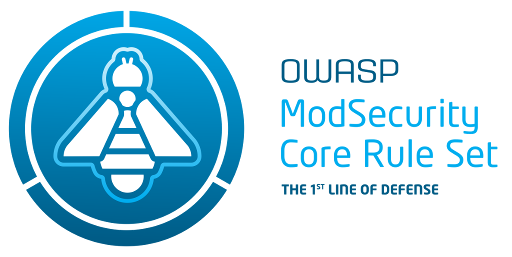 OWASP
ModSecurity
Core Rule Set
THE 1ST LINE OF DEFENSE